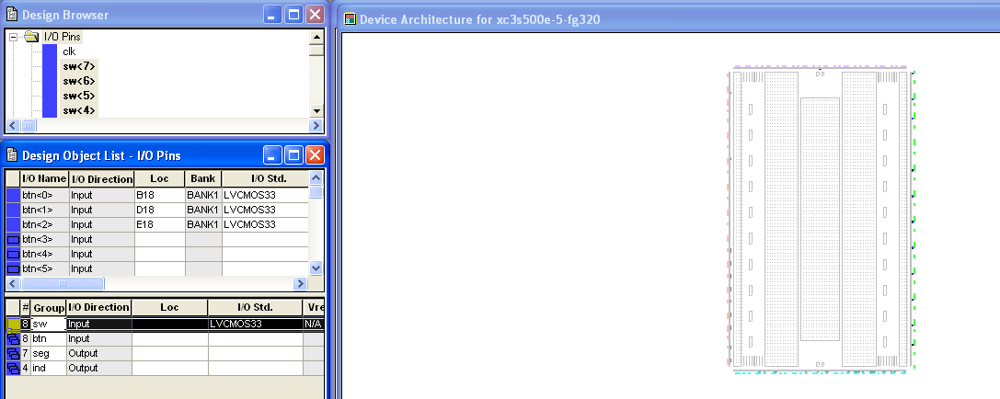 Design Browser
I/O Pins
clk
sw<7>
sw<6>
sw<5>
sw<4>
Design Object List - I/O Pins
I/O Name I/O Direction Loc Bank I/O Std.
btn<0> Input B18 BANK1 LVCMOS33
btn<1> Input D18 BANK1 LVCMOS33
btn<2> Input E18 BANK1 LVCMOS33
btn<3> Input
btn<4> Input
btn<5> Input
# Group I/O Direction Loc I/O Std. Vre
8 sw Input LVCMOS33 N/A
8 btn Input
7 seg Output
4 ind Output
Device Architecture for xc3s500e-5-fg320